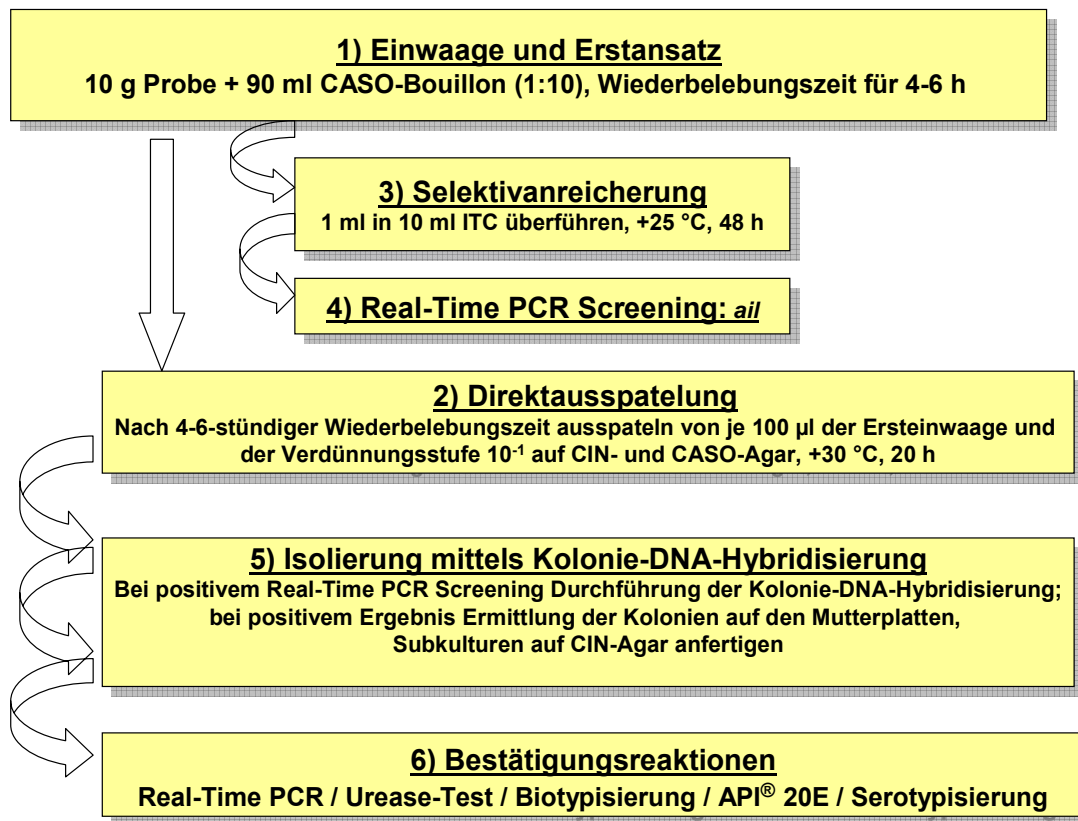 1) Einwaage und Erstansatz
10 g Probe + 90 ml CASO-Bouillon (1:10), Wiederbelebungszeit für 4-6 h
3) Selektivanreicherung
1 ml in 10 ml ITC überführen, +25 °C, 48 h
4) Real-Time PCR Screening: ail
2) Direktausspatelung
Nach 4-6-stündiger Wiederbelebungszeit ausspateln von je 100 µl der Ersteinwaage und
der Verdünnungsstufe 10⁻¹ auf CIN- und CASO-Agar, +30 °C, 20 h
5) Isolierung mittels Kolonie-DNA-Hybridisierung
Bei positivem Real-Time PCR Screening Durchführung der Kolonie-DNA-Hybridisierung;
bei positivem Ergebnis Ermittlung der Kolonien auf den Mutterplatten,
Subkulturen auf CIN-Agar anfertigen
6) Bestätigungsreaktionen
Real-Time PCR / Urease-Test / Biotypisierung / API® 20E / Serotypisierung